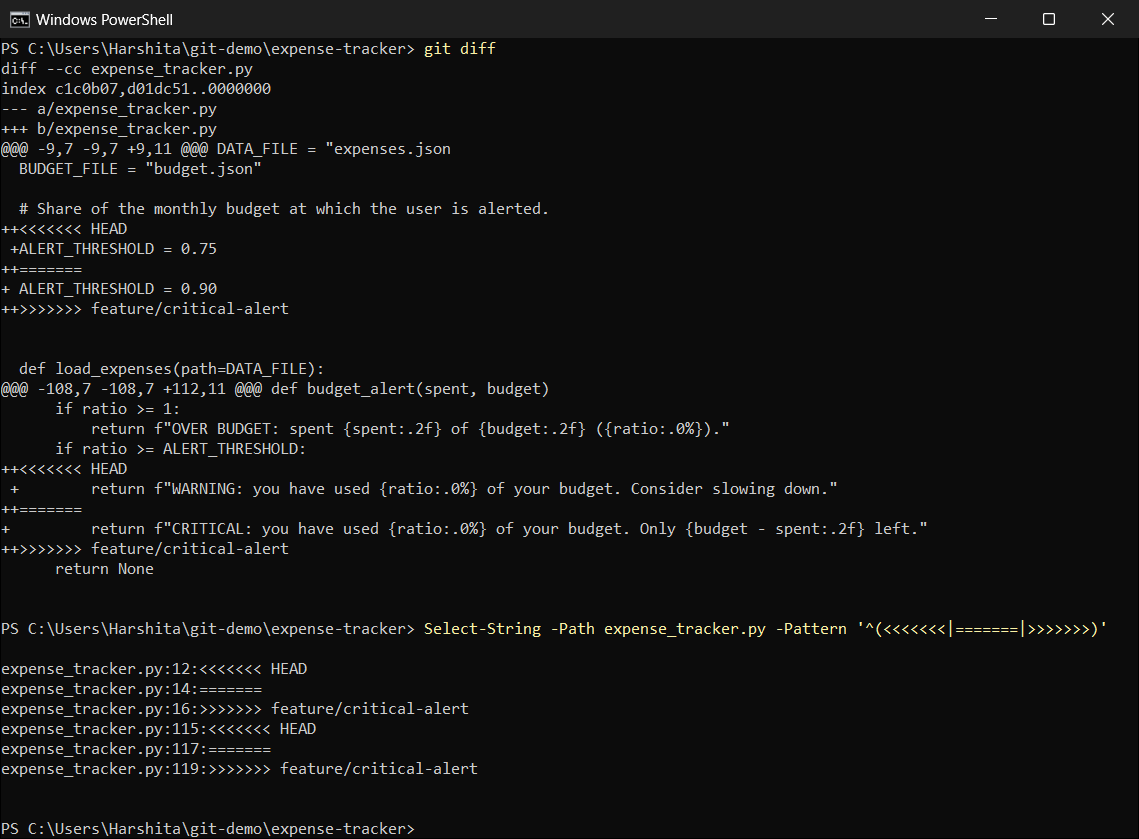 Windows PowerShell
PS C:\Users\Harshita\git-demo\expense-tracker> git diff
diff --cc expense_tracker.py
index c1c0b07,d01dc51..0000000
--- a/expense_tracker.py
+++ b/expense_tracker.py
@@@ -9,7 -9,7 +9,11 @@@ DATA_FILE = "expenses.json
  BUDGET_FILE = "budget.json"

  # Share of the monthly budget at which the user is alerted.
++<<<<<<< HEAD
 +ALERT_THRESHOLD = 0.75
++=======
+ ALERT_THRESHOLD = 0.90
++>>>>>>> feature/critical-alert


  def load_expenses(path=DATA_FILE):
@@@ -108,7 -108,7 +112,11 @@@ def budget_alert(spent, budget)
      if ratio >= 1:
          return f"OVER BUDGET: spent {spent:.2f} of {budget:.2f} ({ratio:.0%})."
      if ratio >= ALERT_THRESHOLD:
++<<<<<<< HEAD
 +        return f"WARNING: you have used {ratio:.0%} of your budget. Consider slowing down."
++=======
+         return f"CRITICAL: you have used {ratio:.0%} of your budget. Only {budget - spent:.2f} left."
++>>>>>>> feature/critical-alert
      return None


PS C:\Users\Harshita\git-demo\expense-tracker> Select-String -Path expense_tracker.py -Pattern '^(<<<<<<<|=======|>>>>>>>)'

expense_tracker.py:12:<<<<<<< HEAD
expense_tracker.py:14:=======
expense_tracker.py:16:>>>>>>> feature/critical-alert
expense_tracker.py:115:<<<<<<< HEAD
expense_tracker.py:117:=======
expense_tracker.py:119:>>>>>>> feature/critical-alert


PS C:\Users\Harshita\git-demo\expense-tracker>